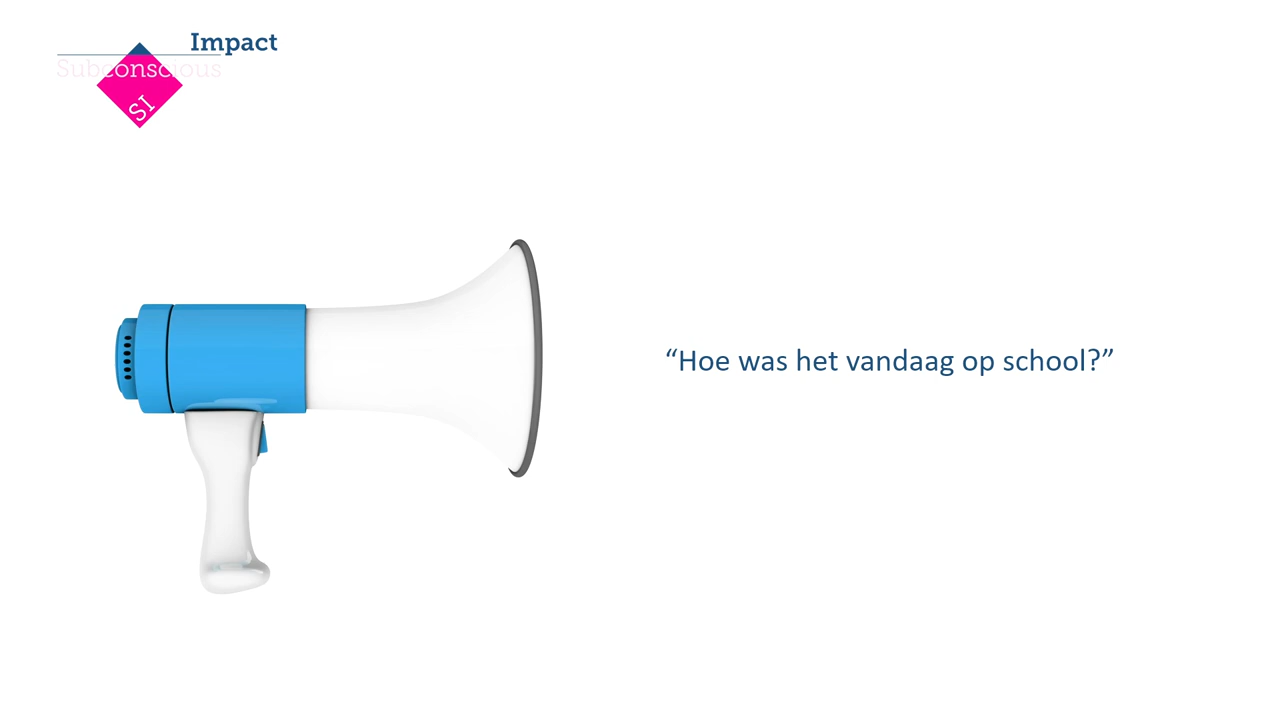 Impact
Subconscious
SI
“Hoe was het vandaag op school?”